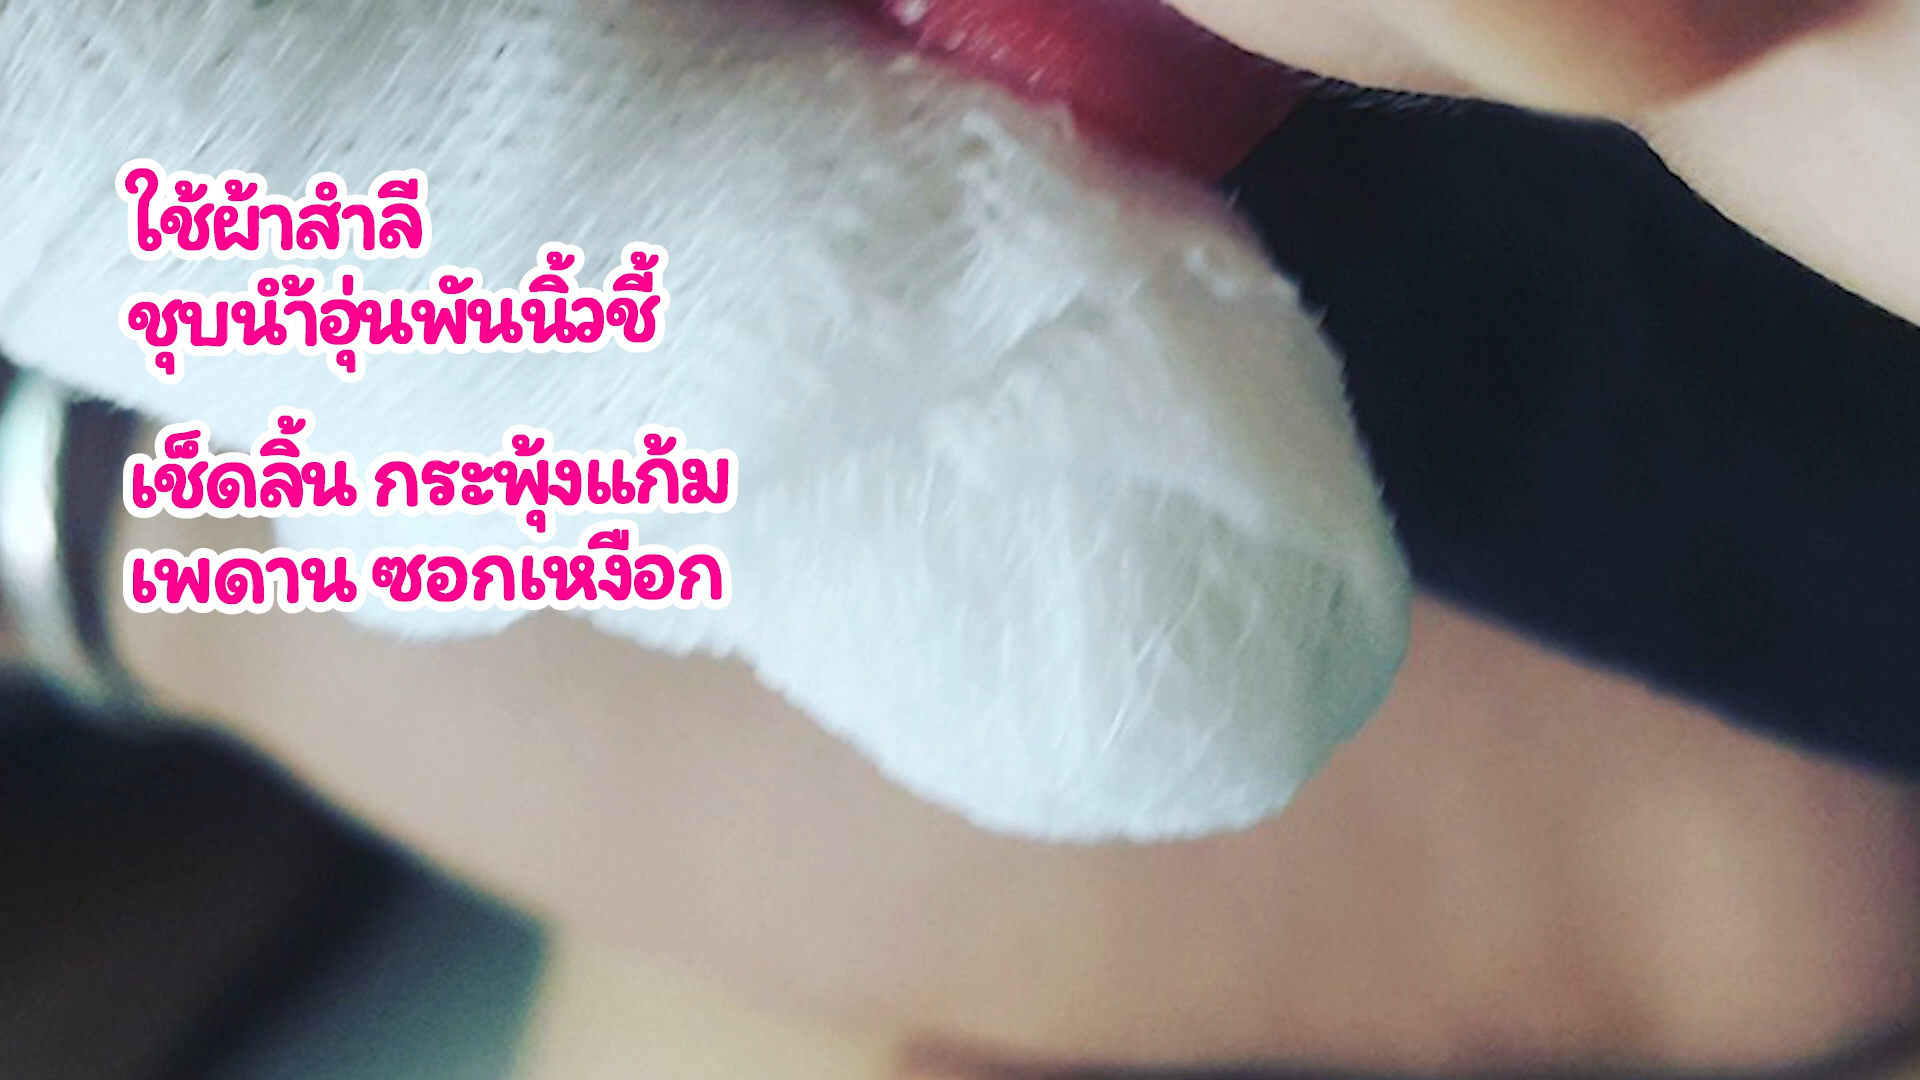 ใช้ผ้าสำลี
ชุบน้ำอุ่นพันนิ้วชี้
เช็ดลิ้น กระพุ้งแก้ม
เพดาน ซอกเหงือก